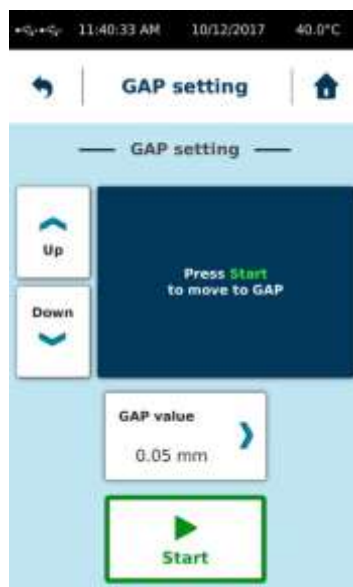 11:40:33 AM 10/12/2017 40.0°C
GAP setting
GAP setting
Up
Press Start
to move to GAP
Down
GAP value
0.05 mm
Start